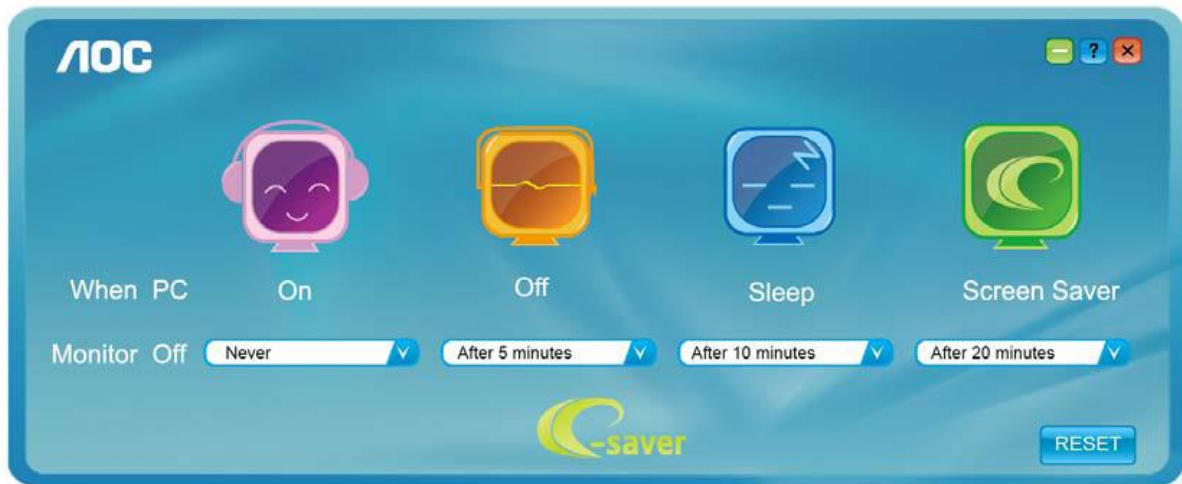 AOC
?
When PC On Off Sleep Screen Saver
Monitor Off Never After 5 minutes After 10 minutes After 20 minutes
e-saver
RESET